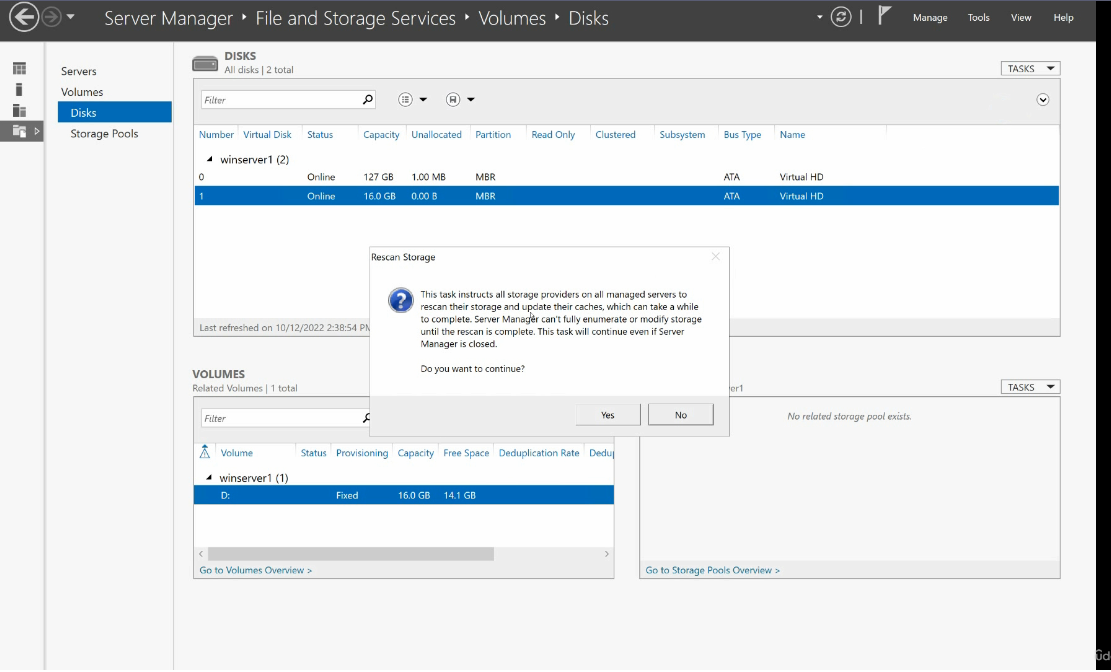 Server Manager ‣ File and Storage Services ‣ Volumes ‣ Disks
Manage Tools View Help
Servers
Volumes
Disks
Storage Pools
DISKS
All disks | 2 total
TASKS
Filter
Number Virtual Disk Status Capacity Unallocated Partition Read Only Clustered Subsystem Bus Type Name
winserver1 (2)
0 Online 127 GB 1.00 MB MBR ATA Virtual HD
1 Online 16.0 GB 0.00 B MBR ATA Virtual HD
Last refreshed on 10/12/2022 2:38:54 PM
Rescan Storage
This task instructs all storage providers on all managed servers to
rescan their storage and update their caches, which can take a while
to complete. Server Manager can't fully enumerate or modify storage
until the rescan is complete. This task will continue even if Server
Manager is closed.
Do you want to continue?
Yes No
VOLUMES
Related Volumes | 1 total
TASKS
Filter
Volume Status Provisioning Capacity Free Space Deduplication Rate Dedup
winserver1 (1)
D: Fixed 16.0 GB 14.1 GB
Go to Volumes Overview >
No related storage pool exists.
Go to Storage Pools Overview >